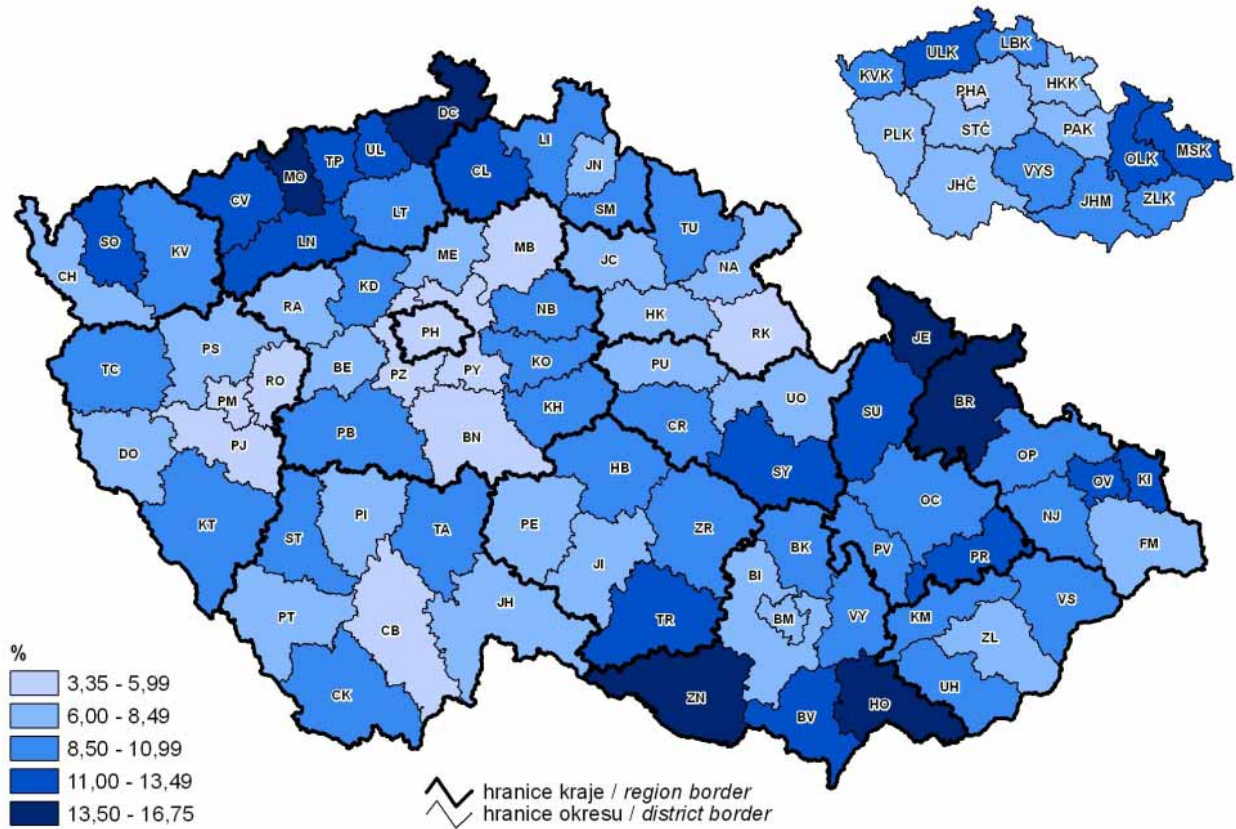 ULK
LBK
KVK
HKK
PHA
PLK
STČ
PAK
MSK
OLK
VYS
JHČ
JHM
ZLK
DC
LI
UL
TP
JN
MO
CL
CV
LT
SM
SO
KV
LN
TU
MB
ME
JC
NA
CH
KD
RA
NB
HK
PH
RK
JE
PS
TC
BE
RO
PZ
PY
KO
PU
PM
UO
SU
BR
KH
PB
BN
CR
PJ
DO
OP
SY
HB
OV
KI
OC
NJ
KT
ST
PI
TA
PE
ZR
FM
BK
PV
PR
JI
BI
VS
JH
PT
CB
TR
BM
VY
KM
ZL
UH
CK
ZN
BV
HO
%
3,35 - 5,99
6,00 - 8,49
8,50 - 10,99
11,00 - 13,49
13,50 - 16,75
hranice kraje / region border
hranice okresu / district border